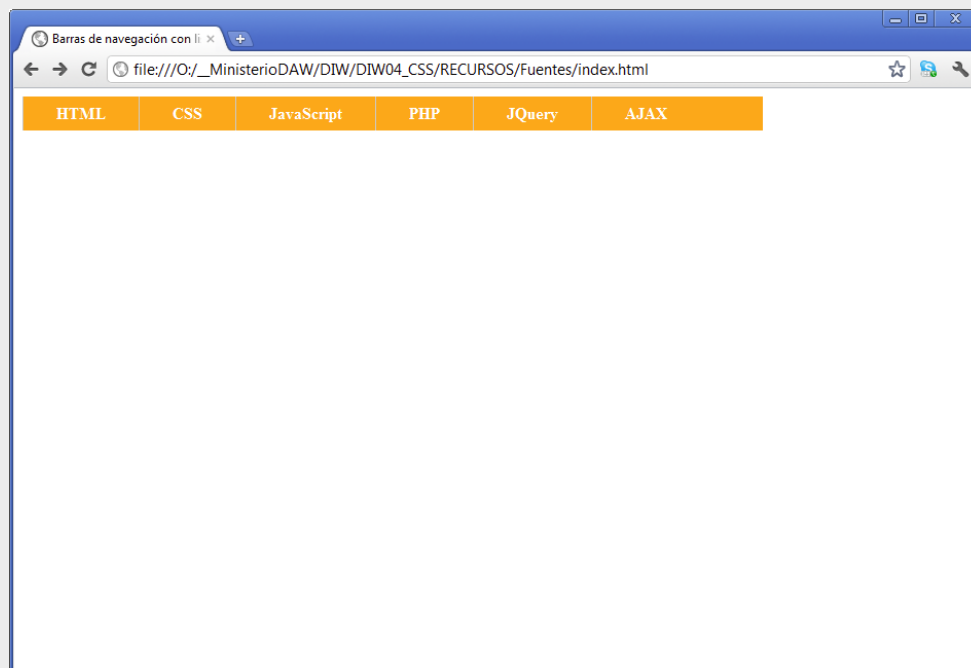 Barras de navegación con li
file:///O:/__MinisterioDAW/DIW/DIW04_CSS/RECURSOS/Fuentes/index.html
HTML CSS JavaScript PHP JQuery AJAX